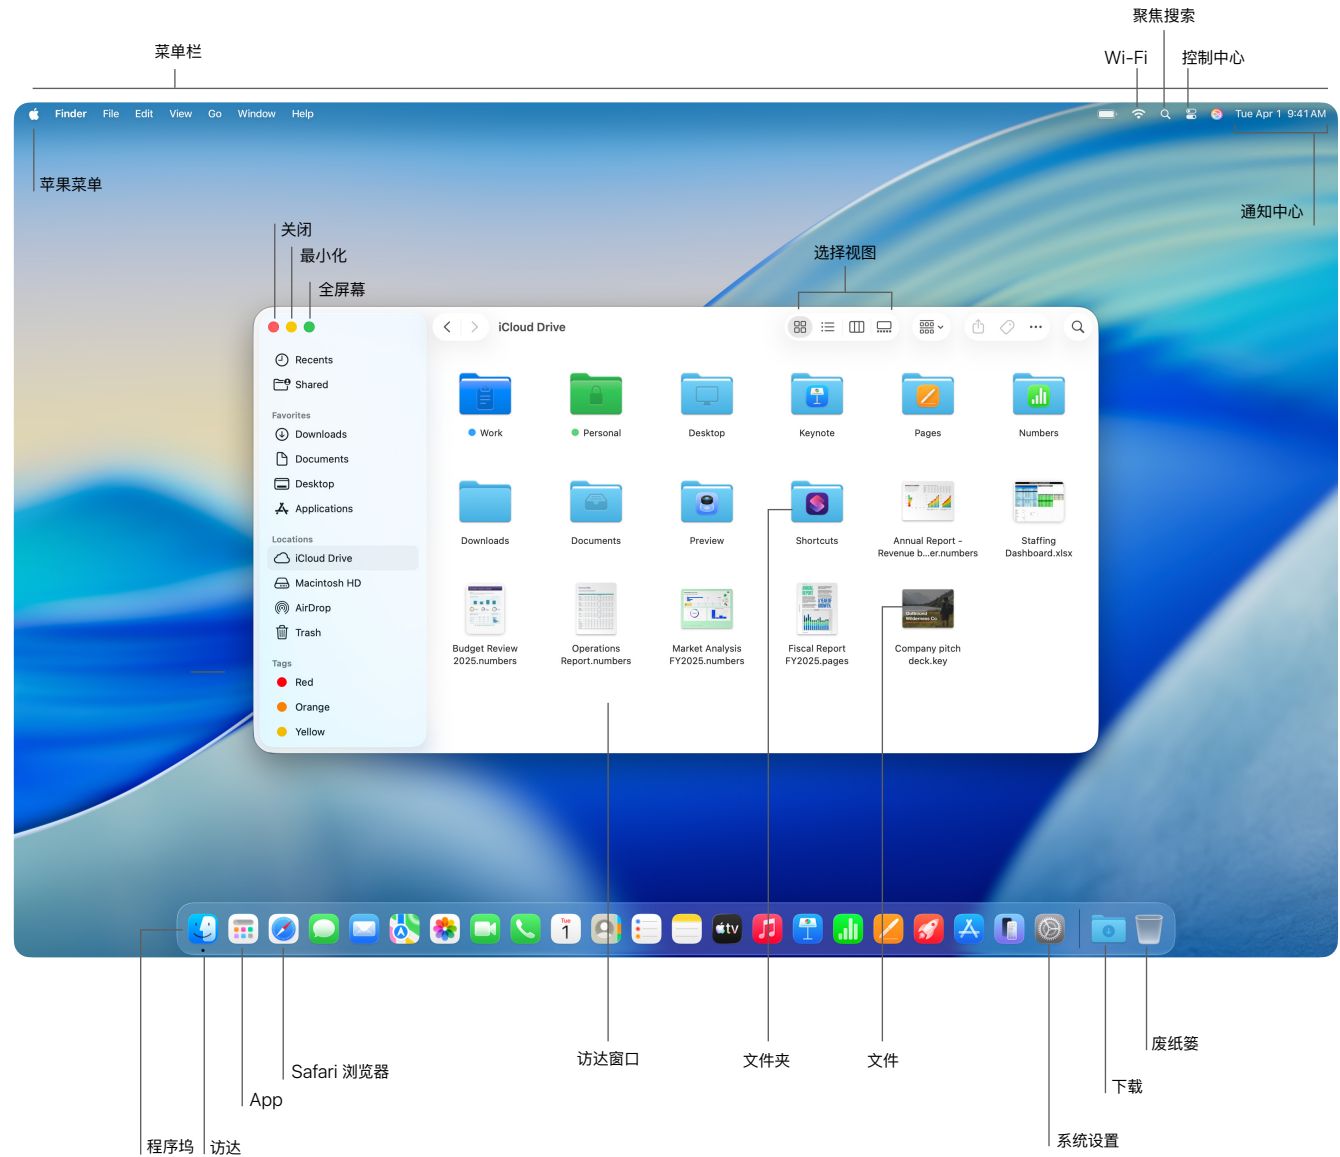 聚焦搜索
菜单栏
Wi-Fi
控制中心
Finder File Edit View Go Window Help
Tue Apr 1 9:41 AM
苹果菜单
通知中心
关闭
最小化
选择视图
全屏幕
iCloud Drive
Recents
Shared
Favorites
Downloads
Documents
Desktop
Applications
Locations
iCloud Drive
Macintosh HD
AirDrop
Trash
Tags
Red
Orange
Yellow
Work
Personal
Desktop
Keynote
Pages
Numbers
Downloads
Documents
Preview
Shortcuts
Annual Report -
Revenue b...er.numbers
Staffing
Dashboard.xlsx
Budget Review
2025.numbers
Operations
Report.numbers
Market Analysis
FY2025.numbers
Fiscal Report
FY2025.pages
Outbound
Wilderness Co.
Company pitch
deck.key
Tue
1
tv
访达窗口
文件夹
文件
废纸篓
Safari 浏览器
下载
App
程序坞
访达
系统设置